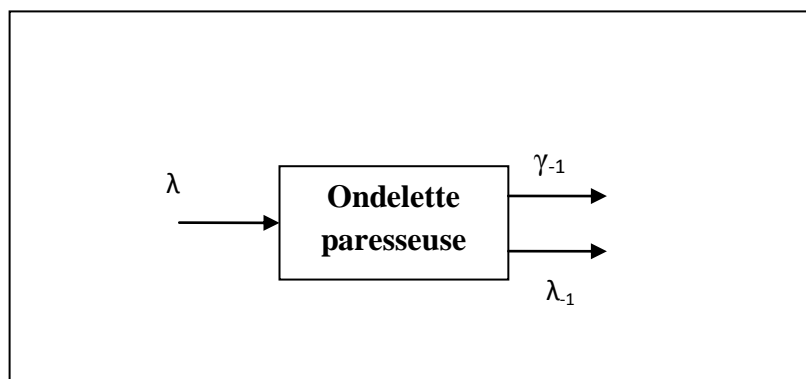 γ-1
λ
Ondelette
paresseuse
λ-1